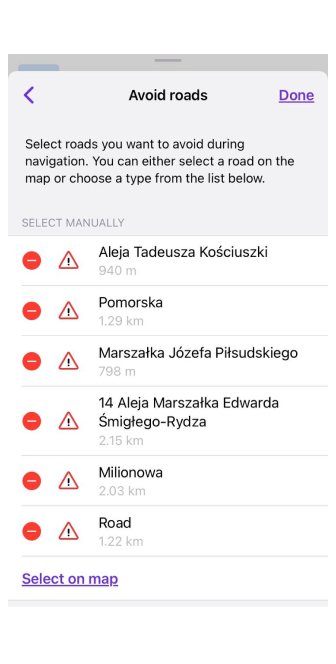 Avoid roads
Done
Select roads you want to avoid during
navigation. You can either select a road on the
map or choose a type from the list below.
SELECT MANUALLY
Aleja Tadeusza Kościuszki
940 m
Pomorska
1.29 km
Marszałka Józefa Piłsudskiego
798 m
14 Aleja Marszałka Edwarda
Śmigłego-Rydza
2.15 km
Milionowa
2.03 km
Road
1.22 km
Select on map